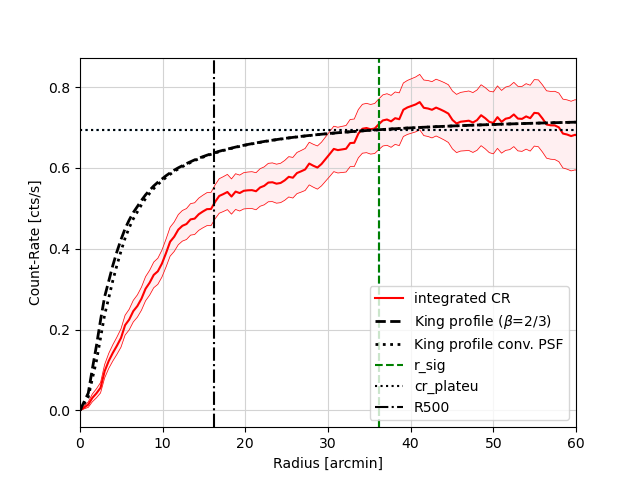 0.8
0.6
0.4
0.2
0.0
Count-Rate [cts/s]
integrated CR
King profile (β=2/3)
King profile conv. PSF
r_sig
cr_plateu
R500
0 10 20 30 40 50 60
Radius [arcmin]